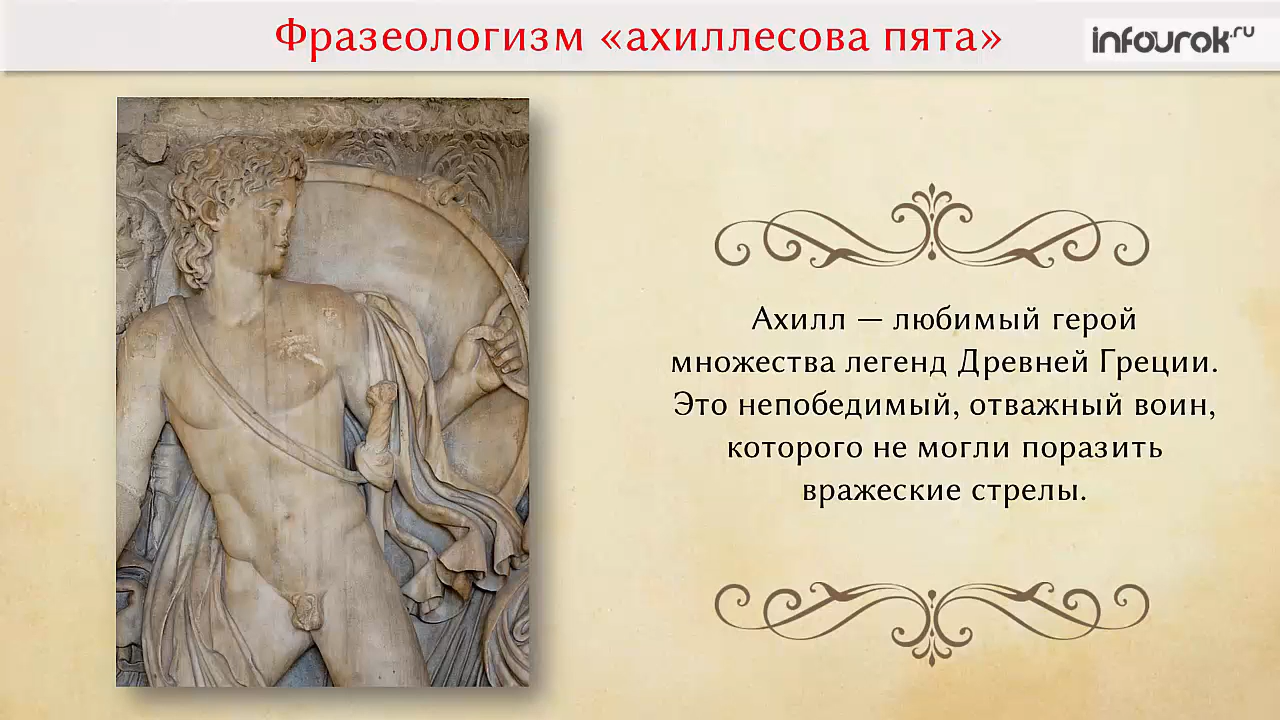 Фразеологизм «ахиллесова пята»
infourok.ru
Ахилл — любимый герой
множества легенд Древней Греции.
Это непобедимый, отважный воин,
которого не могли поразить
вражеские стрелы.